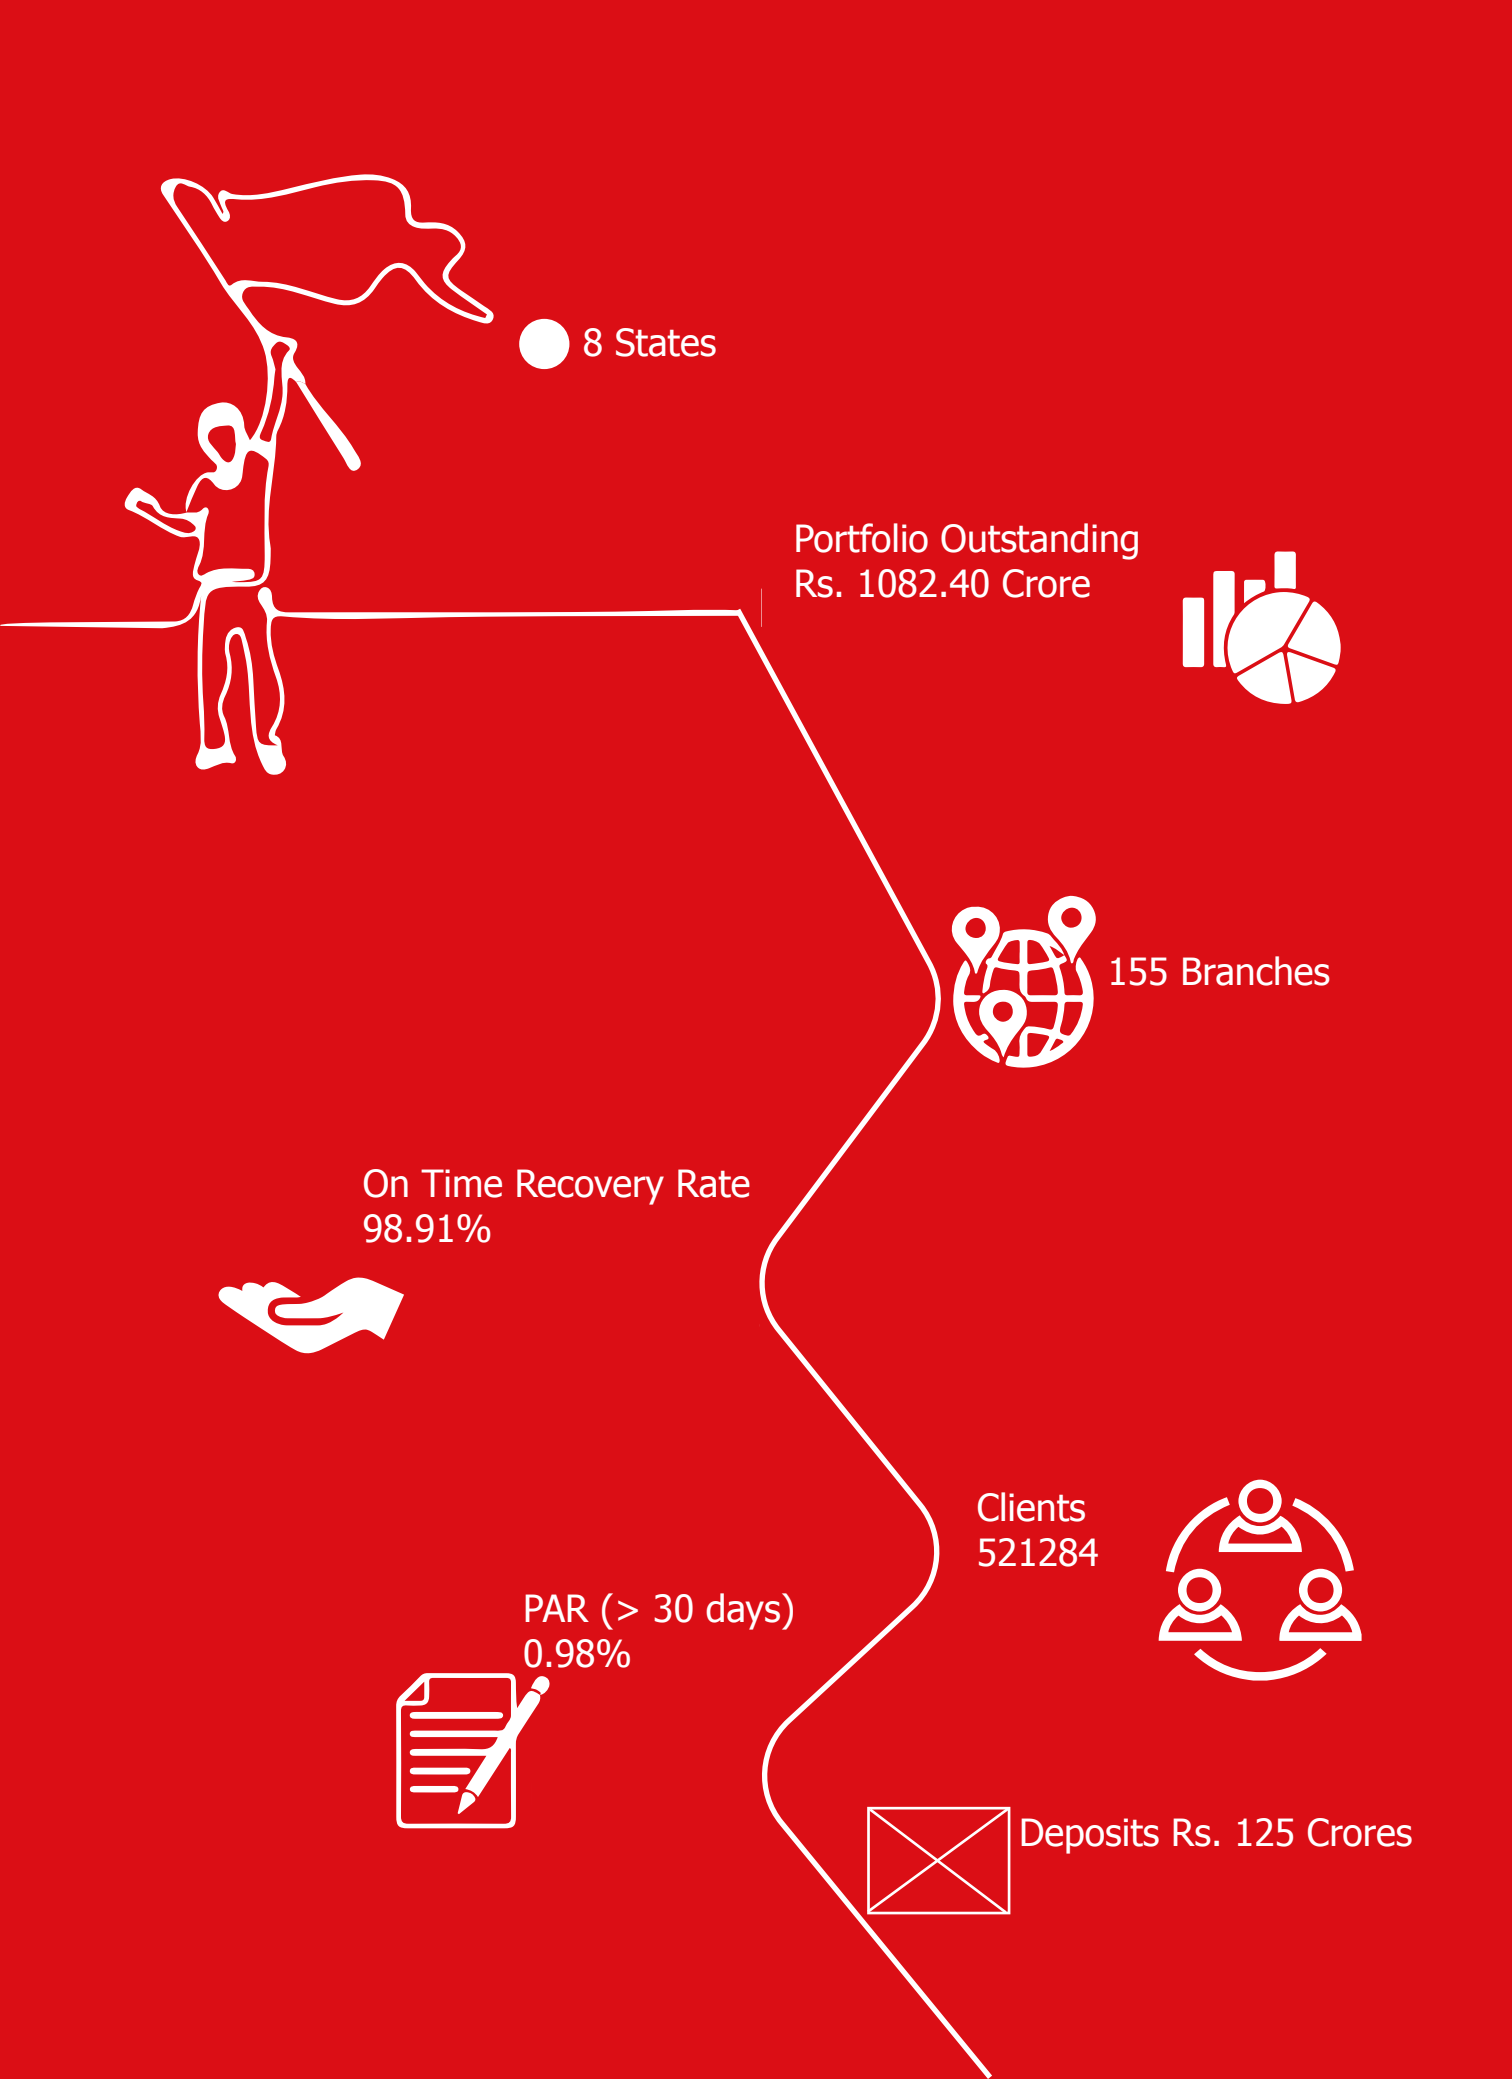 8 States
Portfolio Outstanding
Rs. 1082.40 Crore
155 Branches
On Time Recovery Rate
98.91%
Clients
521284
PAR (> 30 days)
0.98%
Deposits Rs. 125 Crores